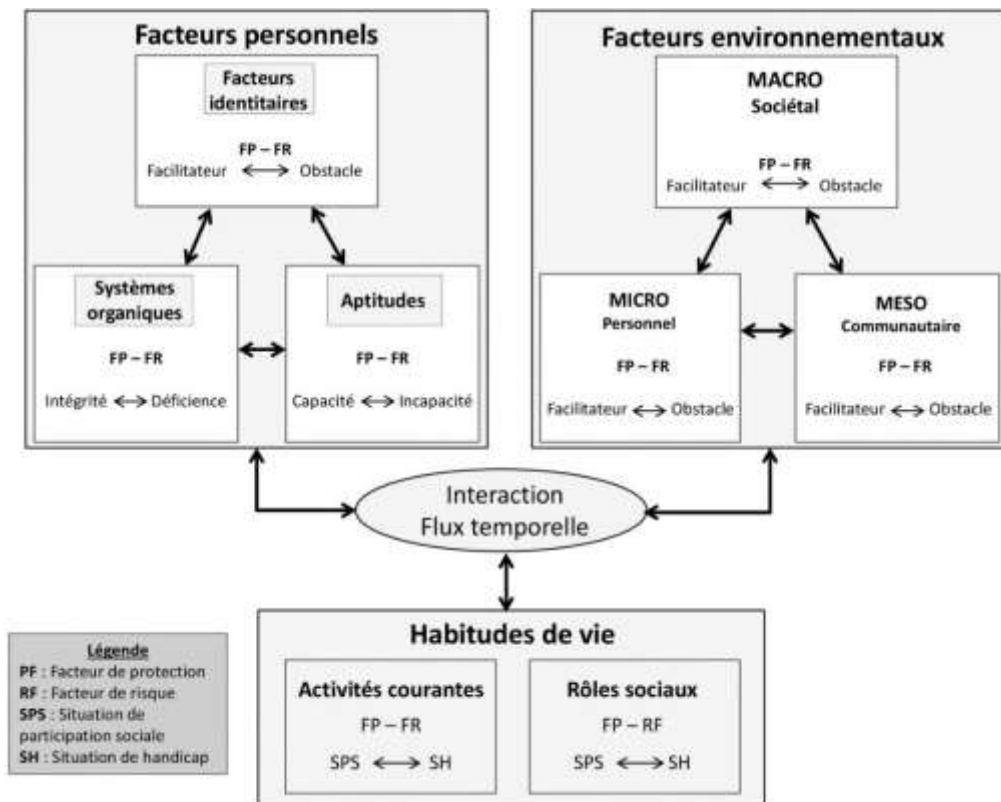 Facteurs personnels
Facteurs
identitaires
FP – FR
Facilitateur ⟷ Obstacle
Systèmes
organiques
FP – FR
Intégrité ⟷ Déficience
Aptitudes
FP – FR
Capacité ⟷ Incapacité
Facteurs environnementaux
MACRO
Sociétal
FP – FR
Facilitateur ⟷ Obstacle
MICRO
Personnel
FP – FR
Facilitateur ⟷ Obstacle
MESO
Communautaire
FP – FR
Facilitateur ⟷ Obstacle
Interaction
Flux temporelle
Habitudes de vie
Activités courantes
FP – FR
SPS ⟷ SH
Rôles sociaux
FP – RF
SPS ⟷ SH
Légende
PF : Facteur de protection
RF : Facteur de risque
SPS : Situation de
participation sociale
SH : Situation de handicap